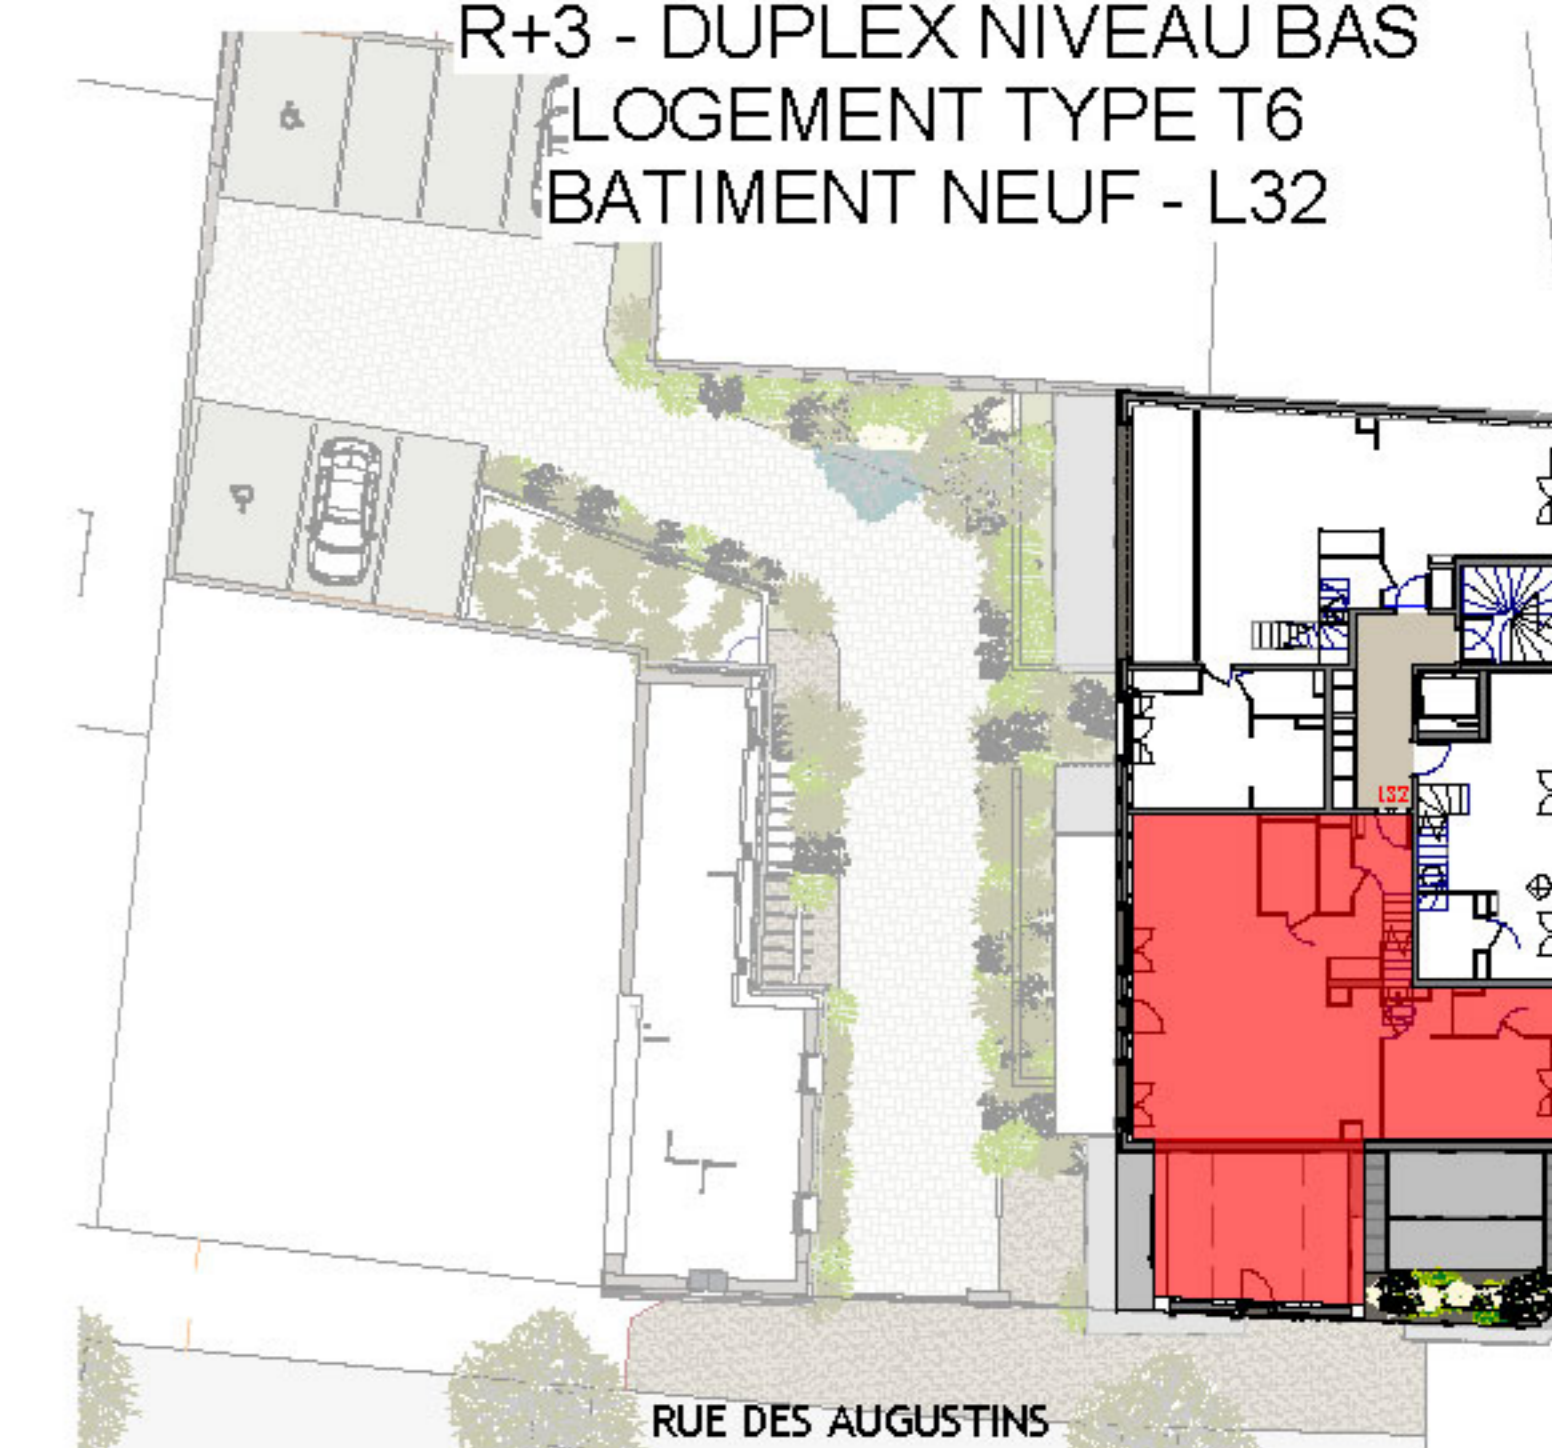 R+3 - DUPLEX NIVEAU BAS
LOGEMENT TYPE T6
BATIMENT NEUF - L32
L32
RUE DES AUGUSTINS